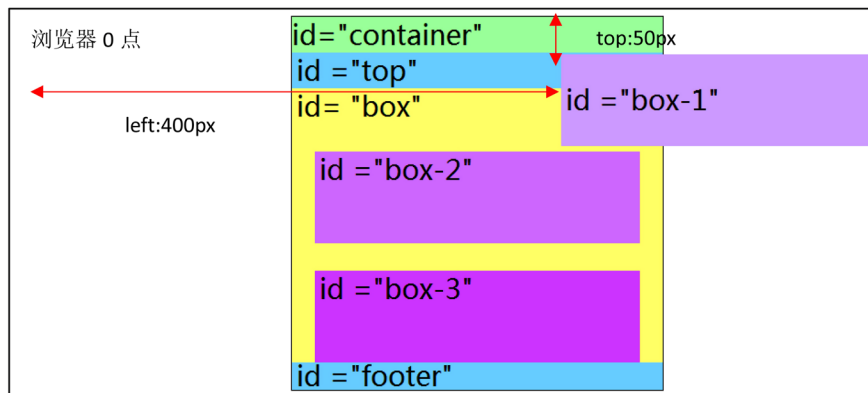 浏览器 0 点
id="container"
top:50px
id ="top"
id ="box-1"
id= "box"
left:400px
id ="box-2"
id ="box-3"
id ="footer"